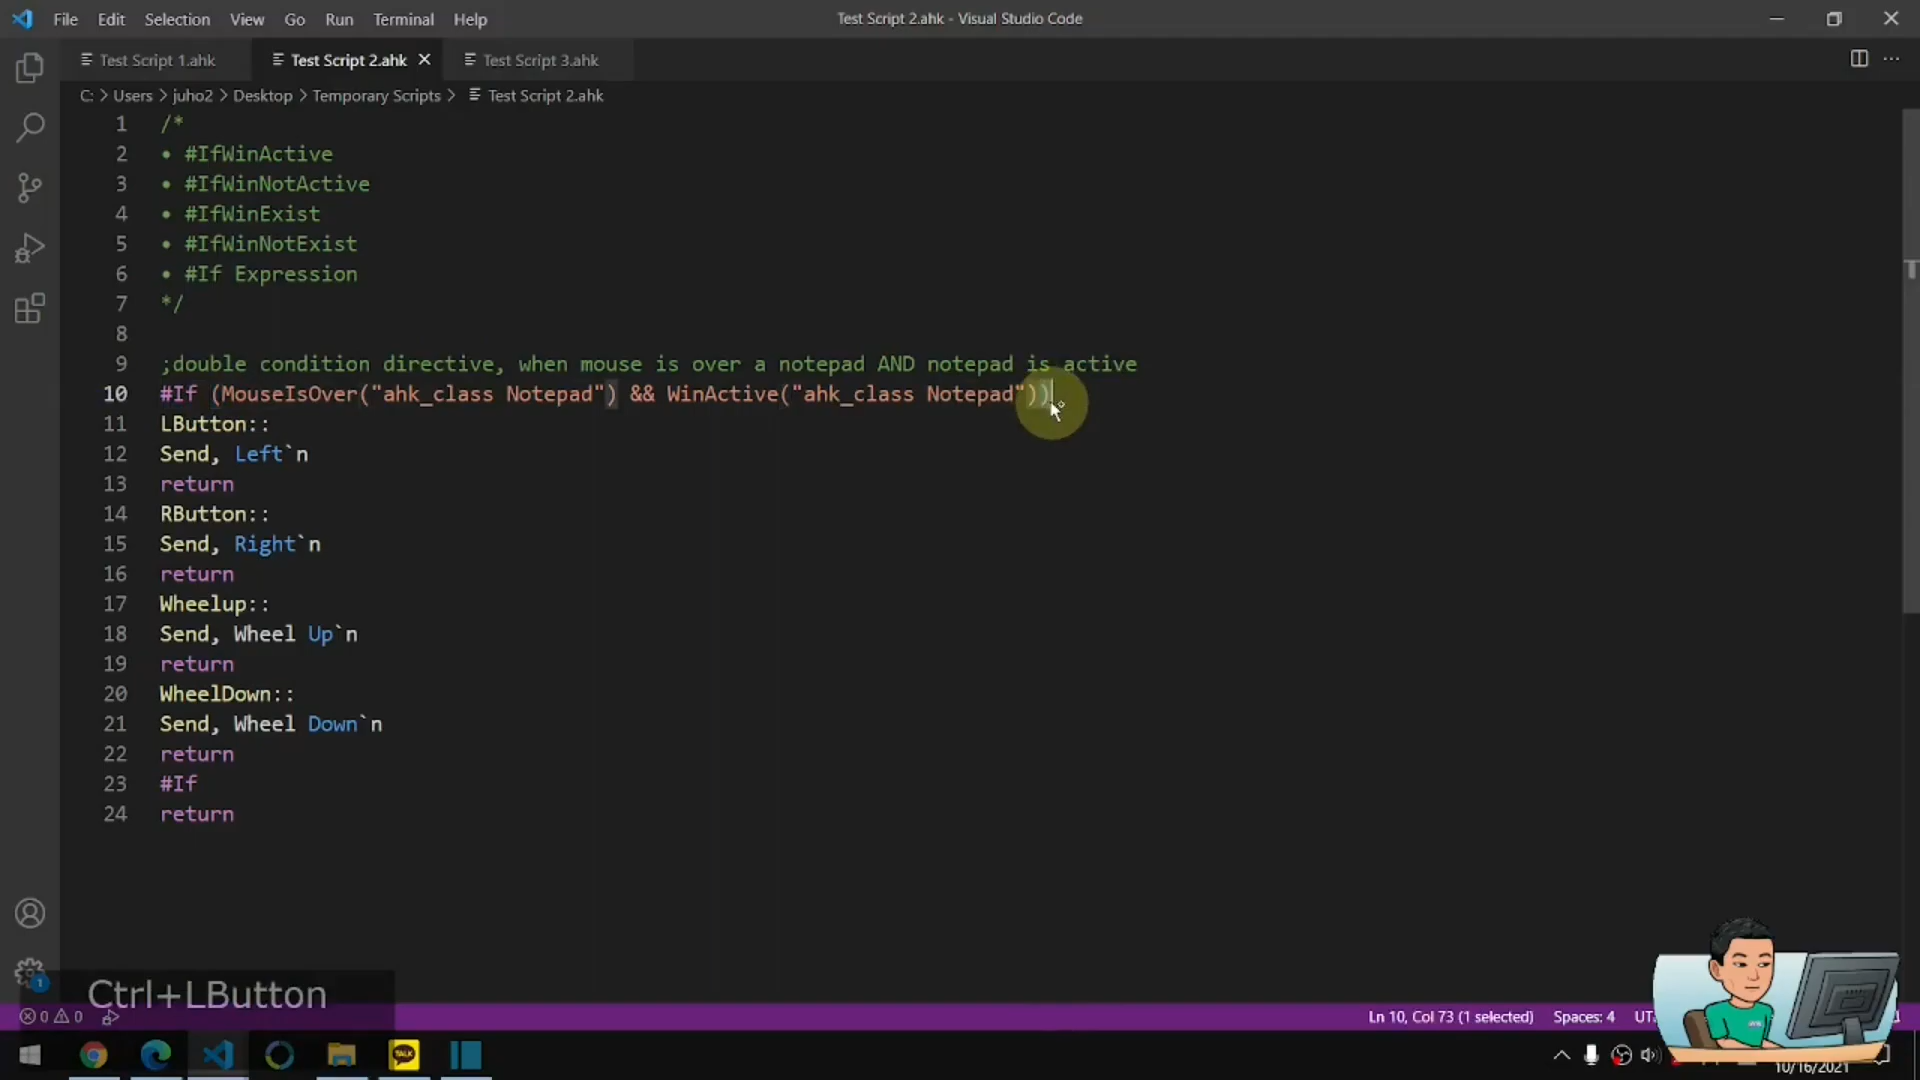 File Edit Selection View Go Run Terminal Help
Test Script 2.ahk - Visual Studio Code
Test Script 1.ahk
Test Script 2.ahk
Test Script 3.ahk
C: > Users > juho2 > Desktop > Temporary Scripts > Test Script 2.ahk
1 /*
2 • #IfWinActive
3 • #IfWinNotActive
4 • #IfWinExist
5 • #IfWinNotExist
6 • #If Expression
7 */
8
9 ;double condition directive, when mouse is over a notepad AND notepad is active
10 #If (MouseIsOver("ahk_class Notepad") && WinActive("ahk_class Notepad"))
11 LButton::
12 Send, Left`n
13 return
14 RButton::
15 Send, Right`n
16 return
17 Wheelup::
18 Send, Wheel Up`n
19 return
20 WheelDown::
21 Send, Wheel Down`n
22 return
23 #If
24 return
1
Ctrl+LButton
0 0
Ln 10, Col 73 (1 selected) Spaces: 4
TALK
10/16/2021